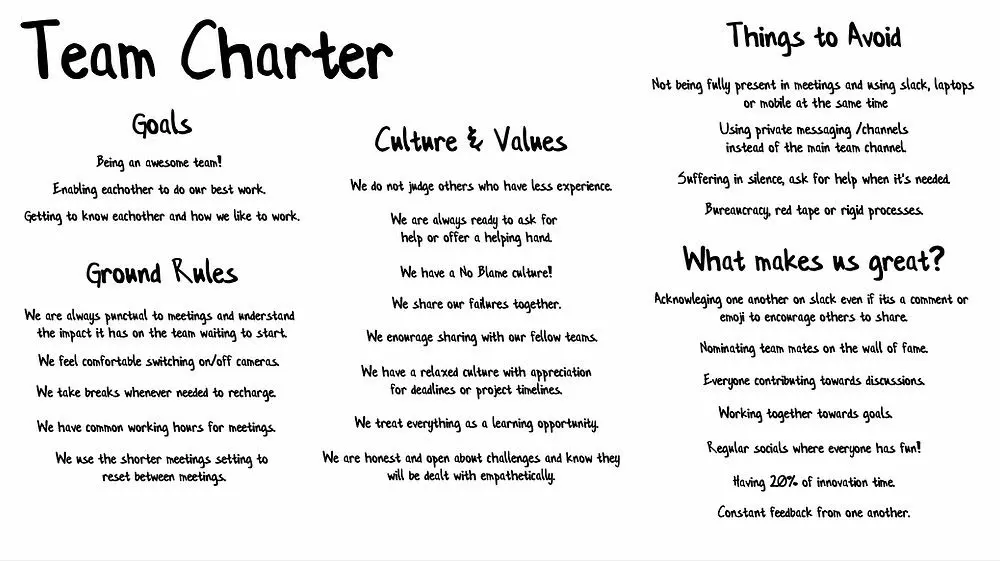 Team Charter
Goals
Being an awesome team!
Enabling eachother to do our best work.
Getting to know eachother and how we like to work.
Ground Rules
We are always punctual to meetings and understand
the impact it has on the team waiting to start.
We feel comfortable switching on/off cameras.
We take breaks whenever needed to recharge.
We have common working hours for meetings.
We use the shorter meetings setting to
reset between meetings.
Culture & Values
We do not judge others who have less experience.
We are always ready to ask for
help or offer a helping hand.
We have a No Blame culture!
We share our failures together.
We enourage sharing with our fellow teams.
We have a relaxed culture with appreciation
for deadlines or project timelines.
We treat everything as a learning opportunity.
We are honest and open about challenges and know they
will be dealt with empathetically.
Things to Avoid
Not being fully present in meetings and using slack, laptops
or mobile at the same time
Using private messaging /channels
instead of the main team channel.
Suffering in silence, ask for help when it's needed.
Bureaucracy, red tape or rigid processes.
What makes us great?
Acknowleging one another on slack even if its a comment or
emoji to encourage others to share.
Nominating team mates on the wall of fame.
Everyone contributing towards discussions.
Working together towards goals.
Regular socials where everyone has fun!
Having 20% of innovation time.
Constant feedback from one another.